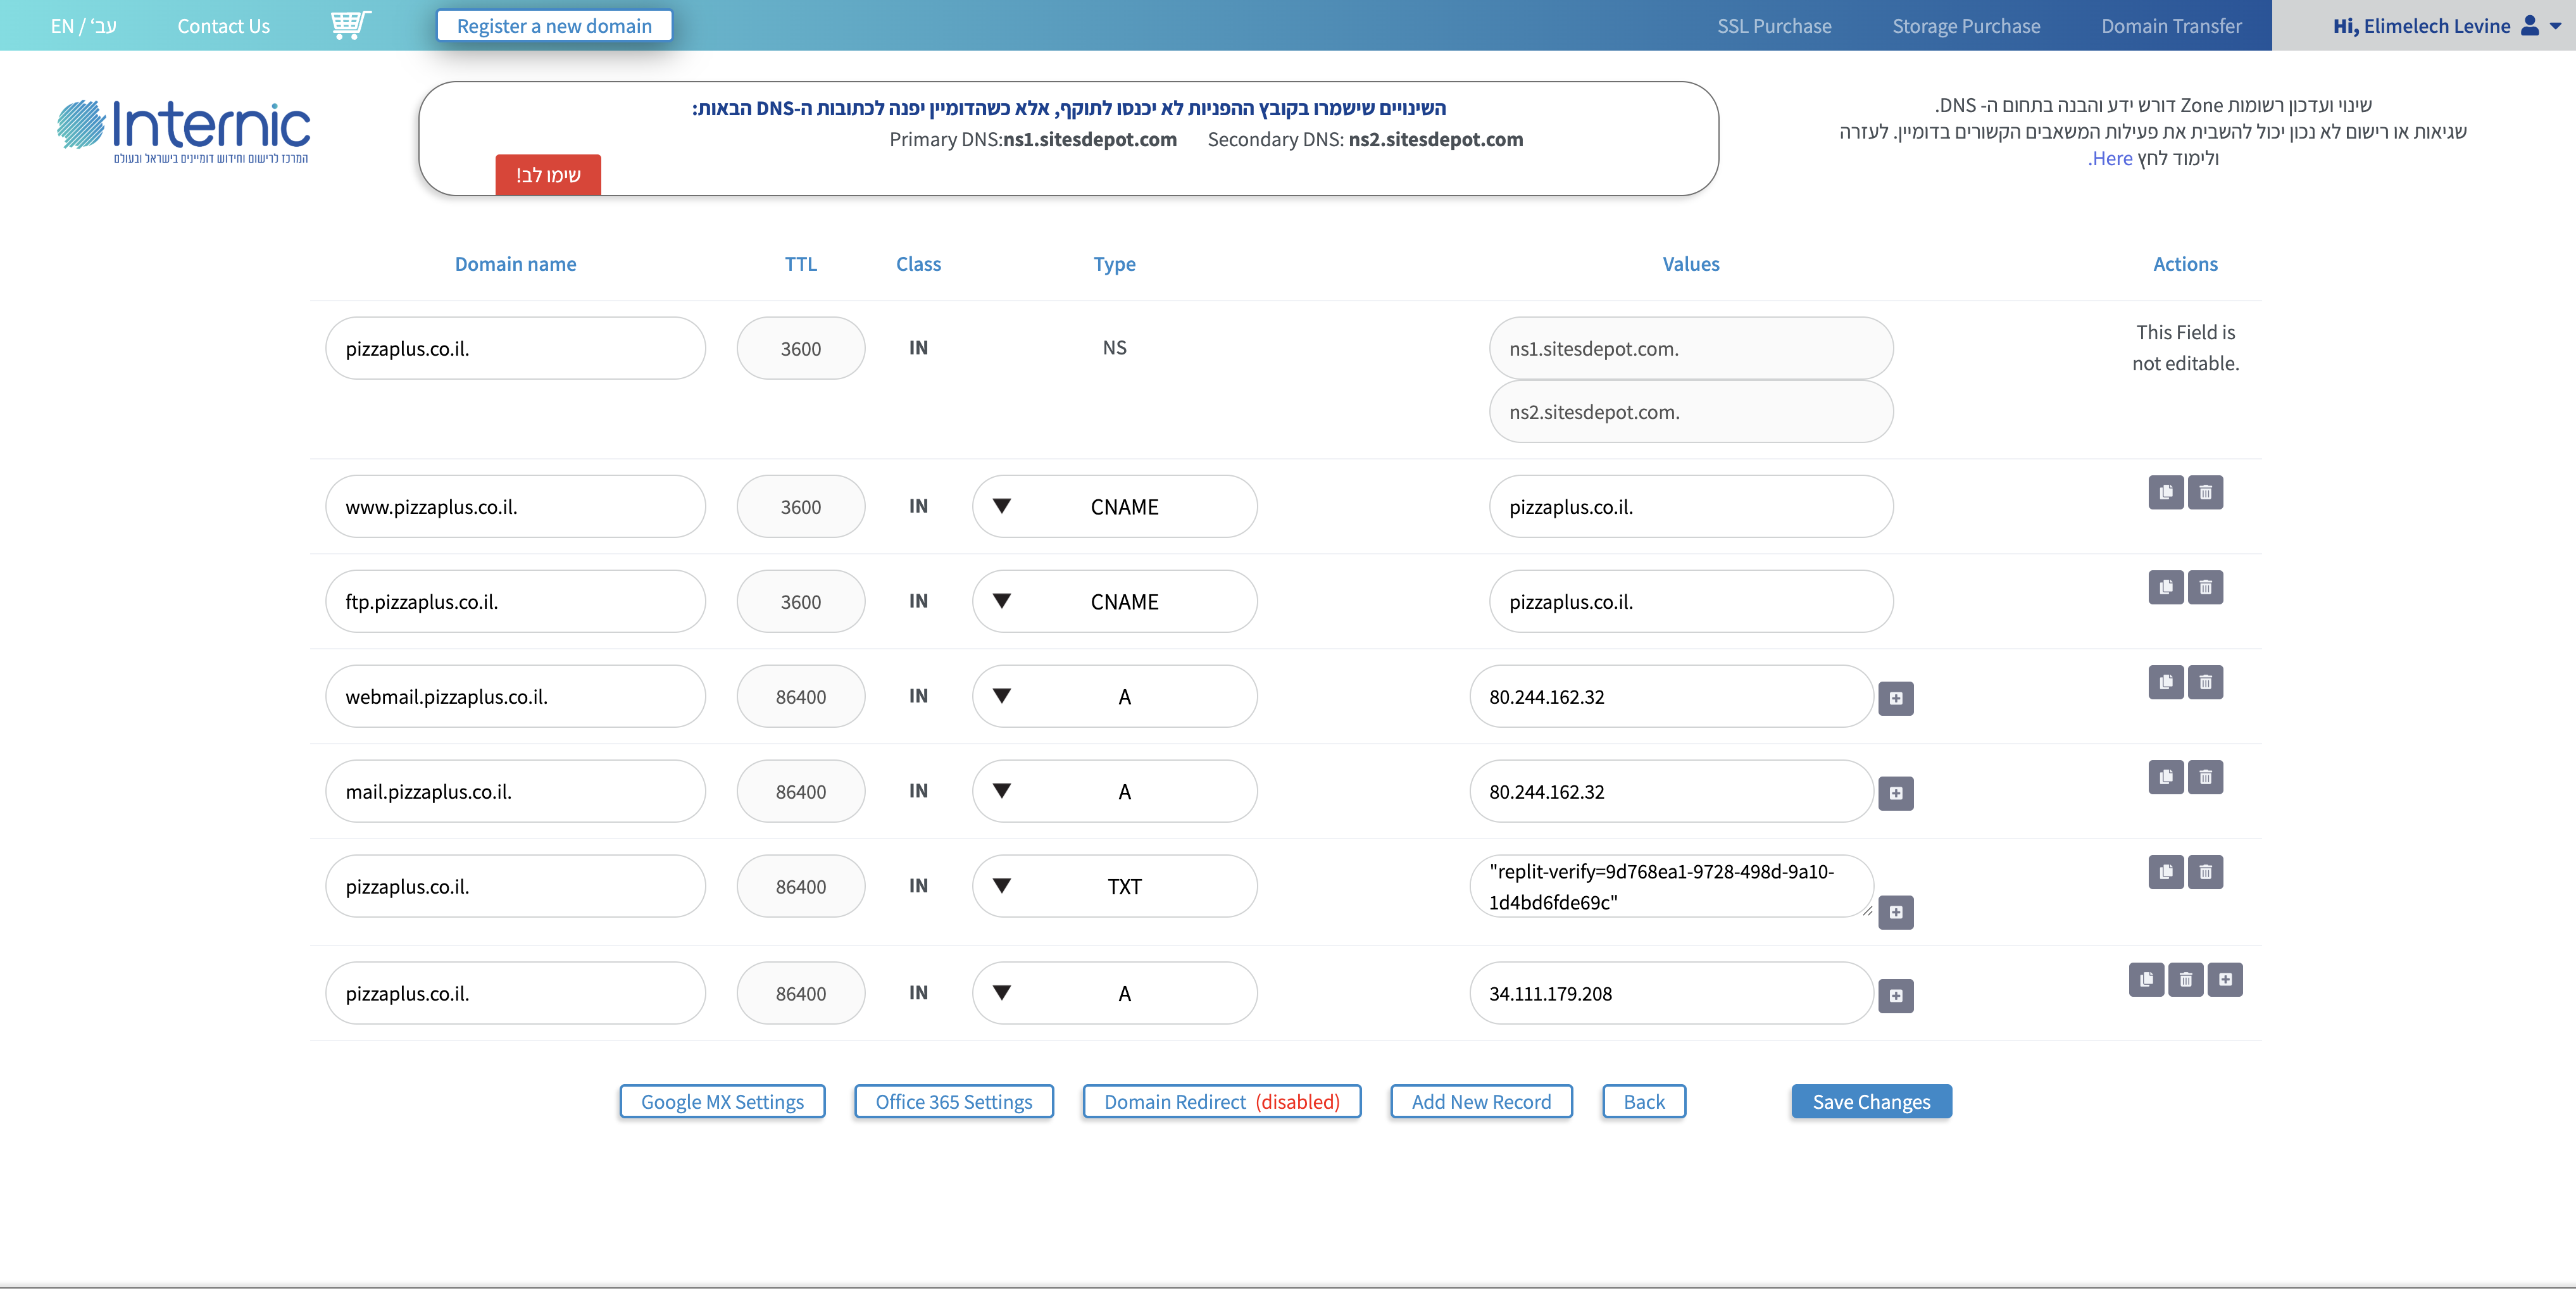 EN / עב'
Contact Us
Register a new domain
SSL Purchase
Storage Purchase
Domain Transfer
Hi, Elimelech Levine
Internic
המרכז לרישום וחידוש דומיינים בישראל ובעולם
השינויים שישמרו בקובץ ההפניות לא יכנסו לתוקף, אלא כשהדומיין יפנה לכתובות ה-DNS הבאות:
Primary DNS:ns1.sitesdepot.com Secondary DNS: ns2.sitesdepot.com
שימו לב!
שינוי ועדכון רשומות Zone דורש ידע והבנה בתחום ה- DNS.
שגיאות או רישום לא נכון יכול להשבית את פעילות המשאבים הקשורים בדומיין. לעזרה
ולימוד לחץ Here.
Domain name TTL Class Type Values Actions
pizzaplus.co.il. 3600 IN NS ns1.sitesdepot.com. This Field is
not editable.
ns2.sitesdepot.com.
www.pizzaplus.co.il. 3600 IN CNAME pizzaplus.co.il.
ftp.pizzaplus.co.il. 3600 IN CNAME pizzaplus.co.il.
webmail.pizzaplus.co.il. 86400 IN A 80.244.162.32
mail.pizzaplus.co.il. 86400 IN A 80.244.162.32
pizzaplus.co.il. 86400 IN TXT "replit-verify=9d768ea1-9728-498d-9a10-
1d4bd6fde69c"
pizzaplus.co.il. 86400 IN A 34.111.179.208
Google MX Settings
Office 365 Settings
Domain Redirect (disabled)
Add New Record
Back
Save Changes